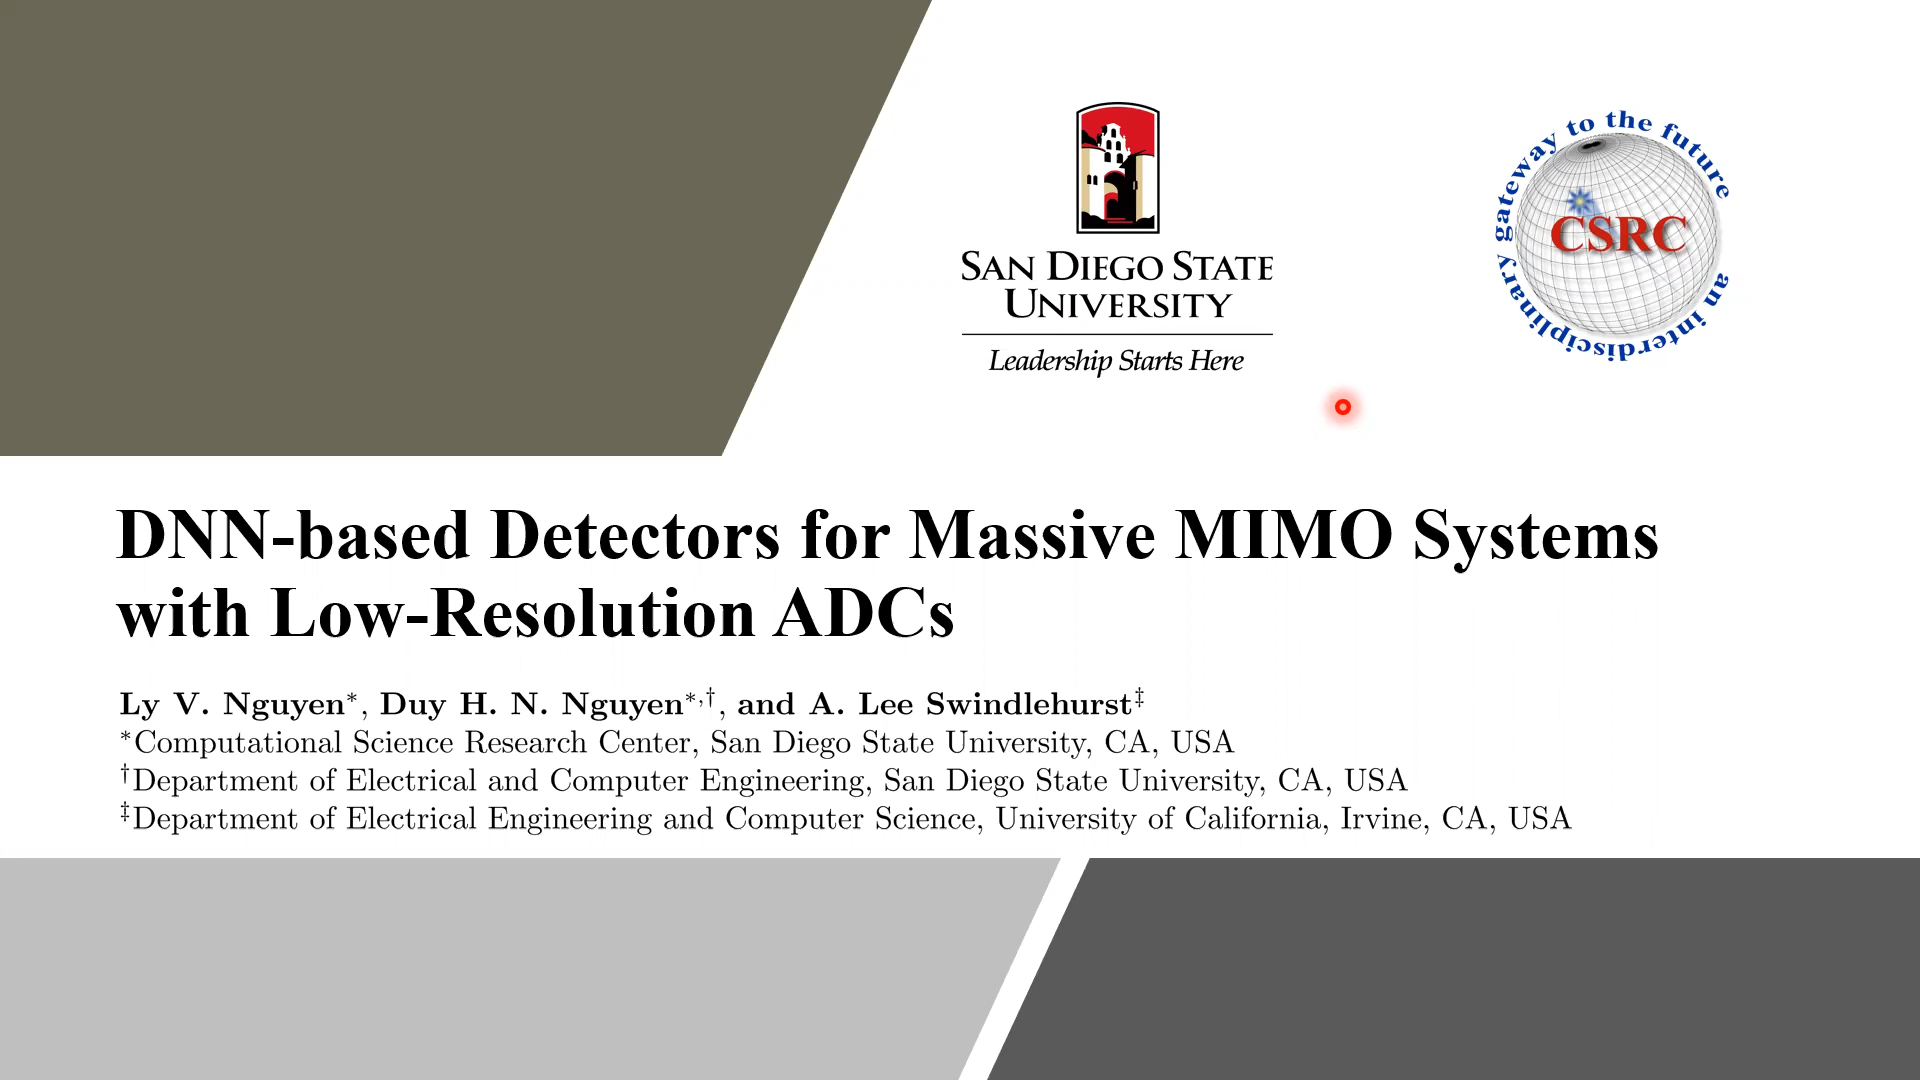 SAN DIEGO STATE
UNIVERSITY
Leadership Starts Here
an interdisciplinary gateway to the future
CSRC
DNN-based Detectors for Massive MIMO Systems
with Low-Resolution ADCs
Ly V. Nguyen*, Duy H. N. Nguyen*,†, and A. Lee Swindlehurst‡
*Computational Science Research Center, San Diego State University, CA, USA
†Department of Electrical and Computer Engineering, San Diego State University, CA, USA
‡Department of Electrical Engineering and Computer Science, University of California, Irvine, CA, USA